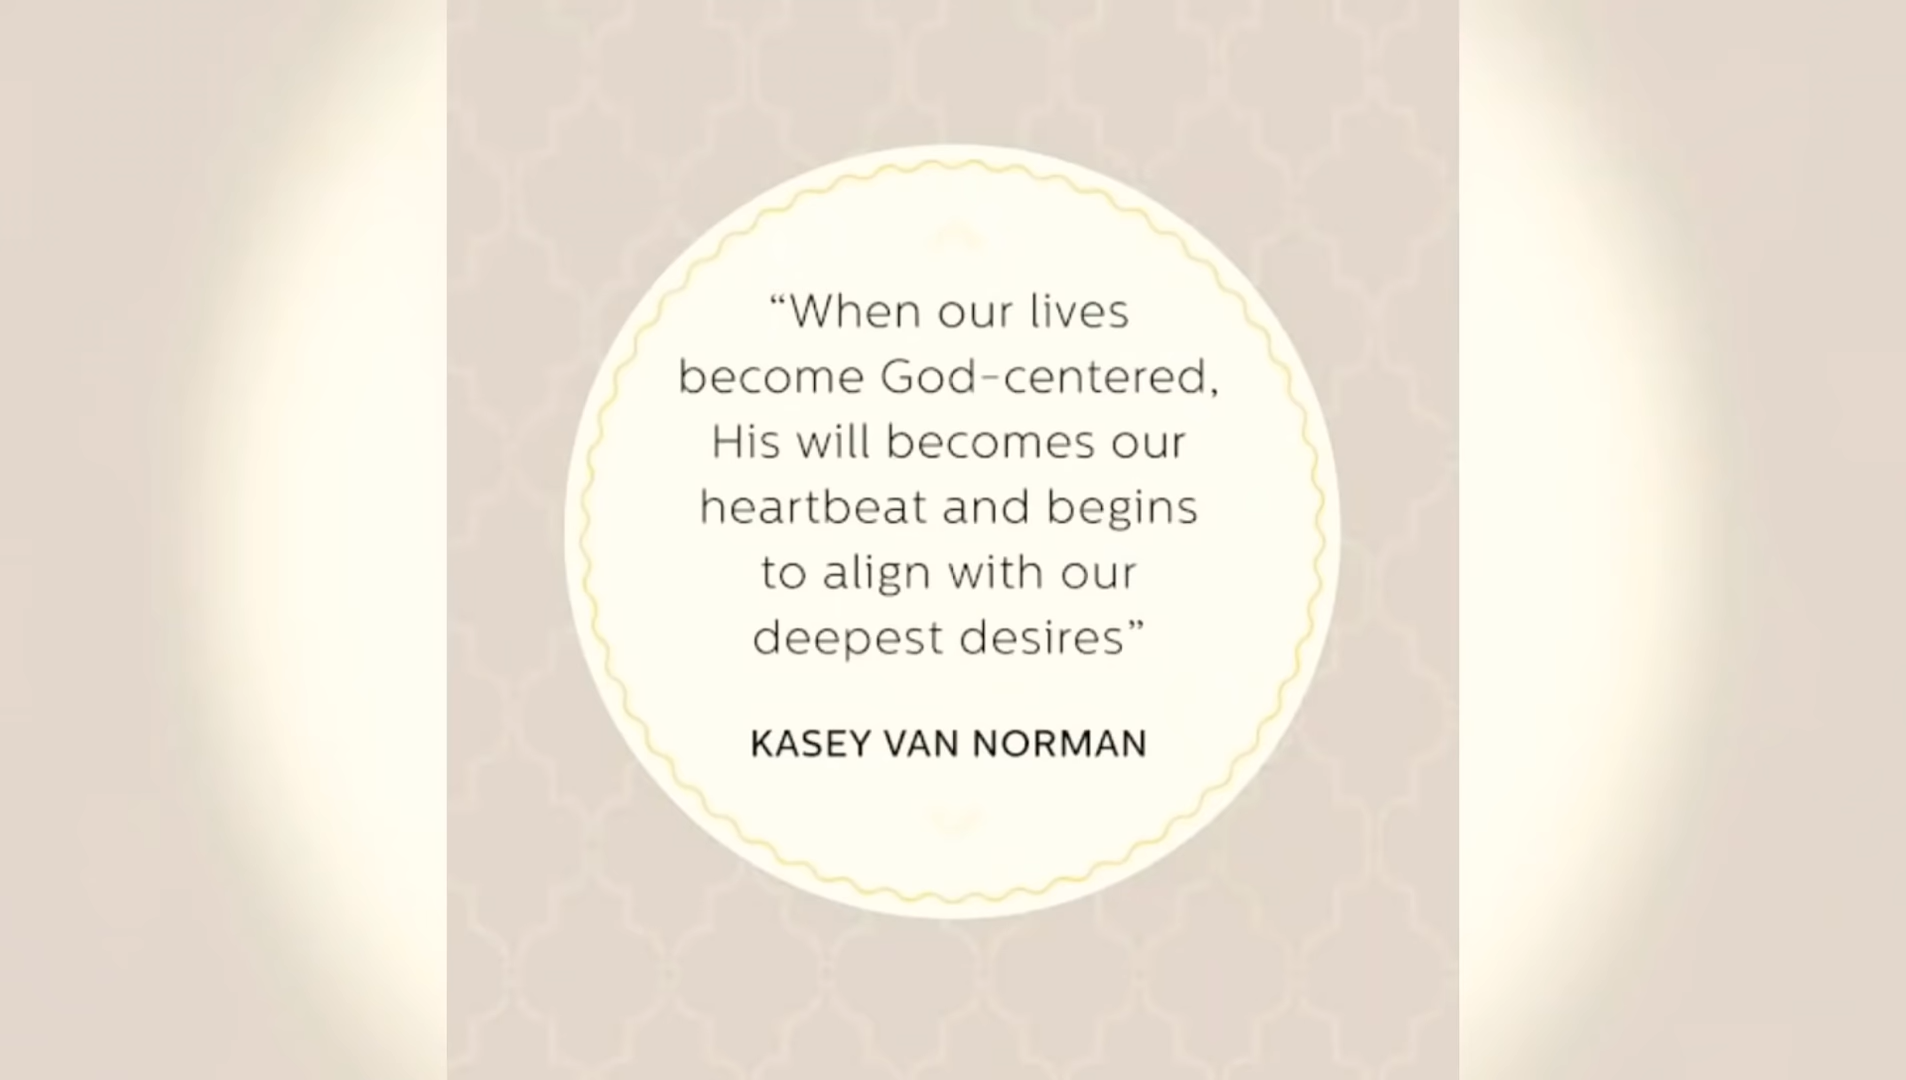 “When our lives
become God-centered,
His will becomes our
heartbeat and begins
to align with our
deepest desires”
KASEY VAN NORMAN